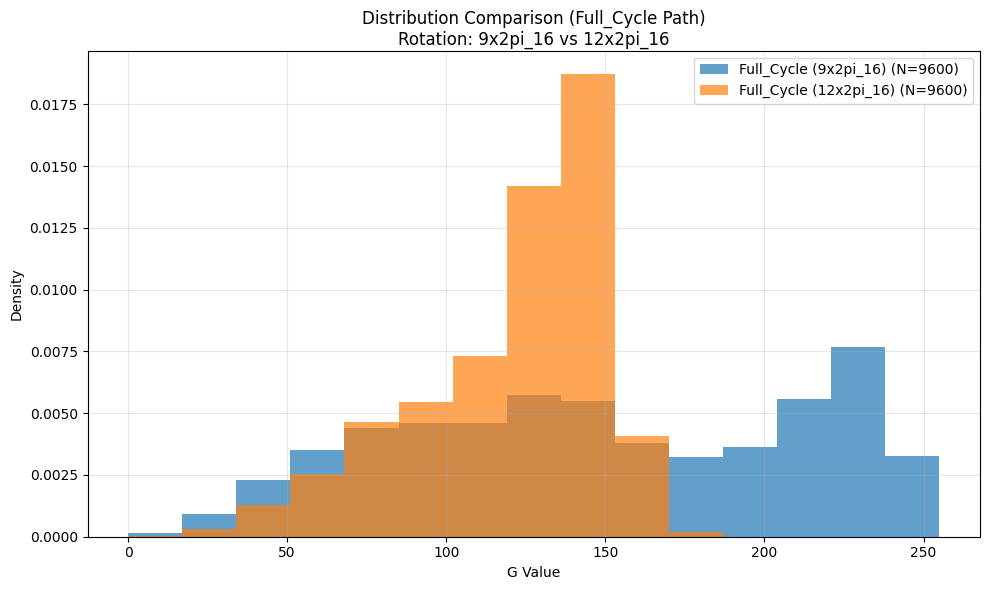 Distribution Comparison (Full_Cycle Path)
Rotation: 9x2pi_16 vs 12x2pi_16
Full_Cycle (9x2pi_16) (N=9600)
Full_Cycle (12x2pi_16) (N=9600)
0.0175
0.0150
0.0125
0.0100
0.0075
0.0050
0.0025
0.0000
Density
0 50 100 150 200 250
G Value